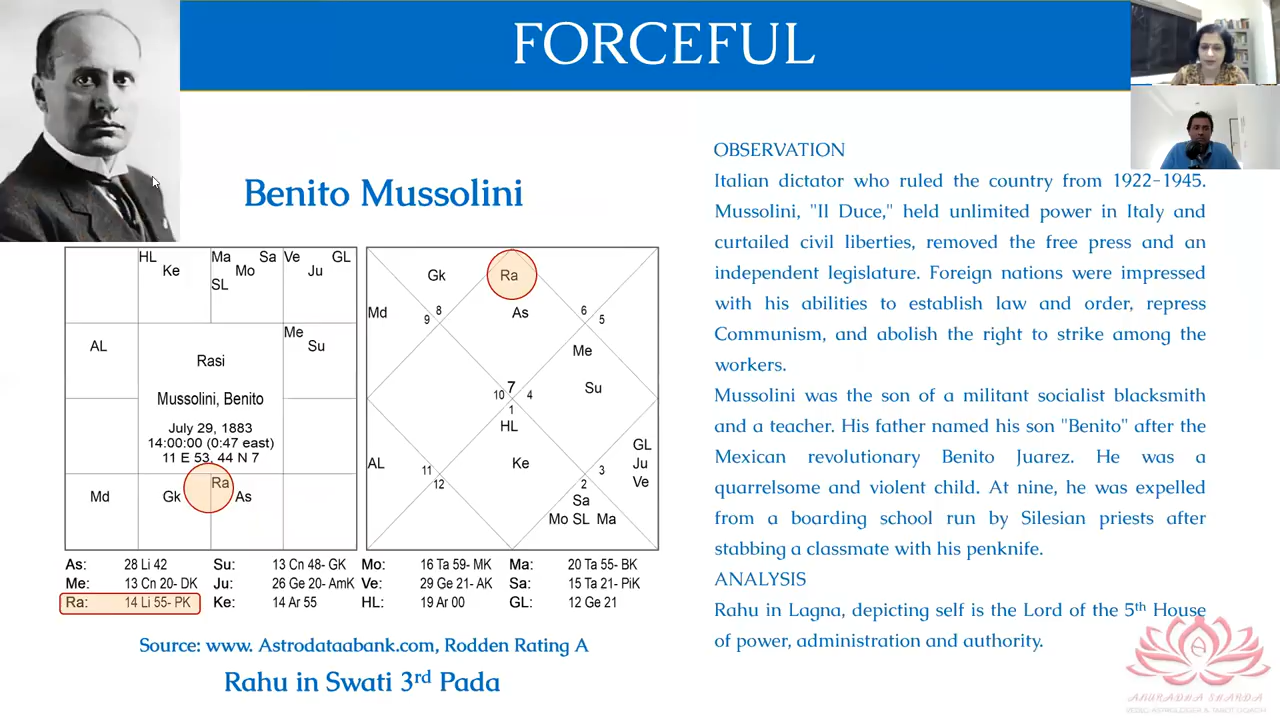 FORCEFUL
Benito Mussolini
HL
Ke
Ma Sa
Mo
SL
Ve GL
Ju
AL
Me
Su
Rasi
Mussolini, Benito
July 29, 1883
14:00:00 (0:47 east)
11 E 53, 44 N 7
Md
Gk
Ra
As
Gk
Ra
As
Md
8
9
6
5
Me
Su
7
10 4
1
HL
Ke
AL
11
12
3
2
GL
Ju
Ve
Sa
Mo SL Ma
As: 28 Li 42 Su: 13 Cn 48- GK Mo: 16 Ta 59- MK Ma: 20 Ta 55- BK
Me: 13 Cn 20- DK Ju: 26 Ge 20- AmK Ve: 29 Ge 21- AK Sa: 15 Ta 21- PiK
Ra: 14 Li 55- PK Ke: 14 Ar 55 HL: 19 Ar 00 GL: 12 Ge 21
Source: www. Astrodataabank.com, Rodden Rating A
Rahu in Swati 3rd Pada
OBSERVATION
Italian dictator who ruled the country from 1922-1945.
Mussolini, "Il Duce," held unlimited power in Italy and
curtailed civil liberties, removed the free press and an
independent legislature. Foreign nations were impressed
with his abilities to establish law and order, repress
Communism, and abolish the right to strike among the
workers.
Mussolini was the son of a militant socialist blacksmith
and a teacher. His father named his son "Benito" after the
Mexican revolutionary Benito Juarez. He was a
quarrelsome and violent child. At nine, he was expelled
from a boarding school run by Silesian priests after
stabbing a classmate with his penknife.
ANALYSIS
Rahu in Lagna, depicting self is the Lord of the 5th House
of power, administration and authority.
ANURADHA SHARDA
VEDIC ASTROLOGER & TAROT COACH